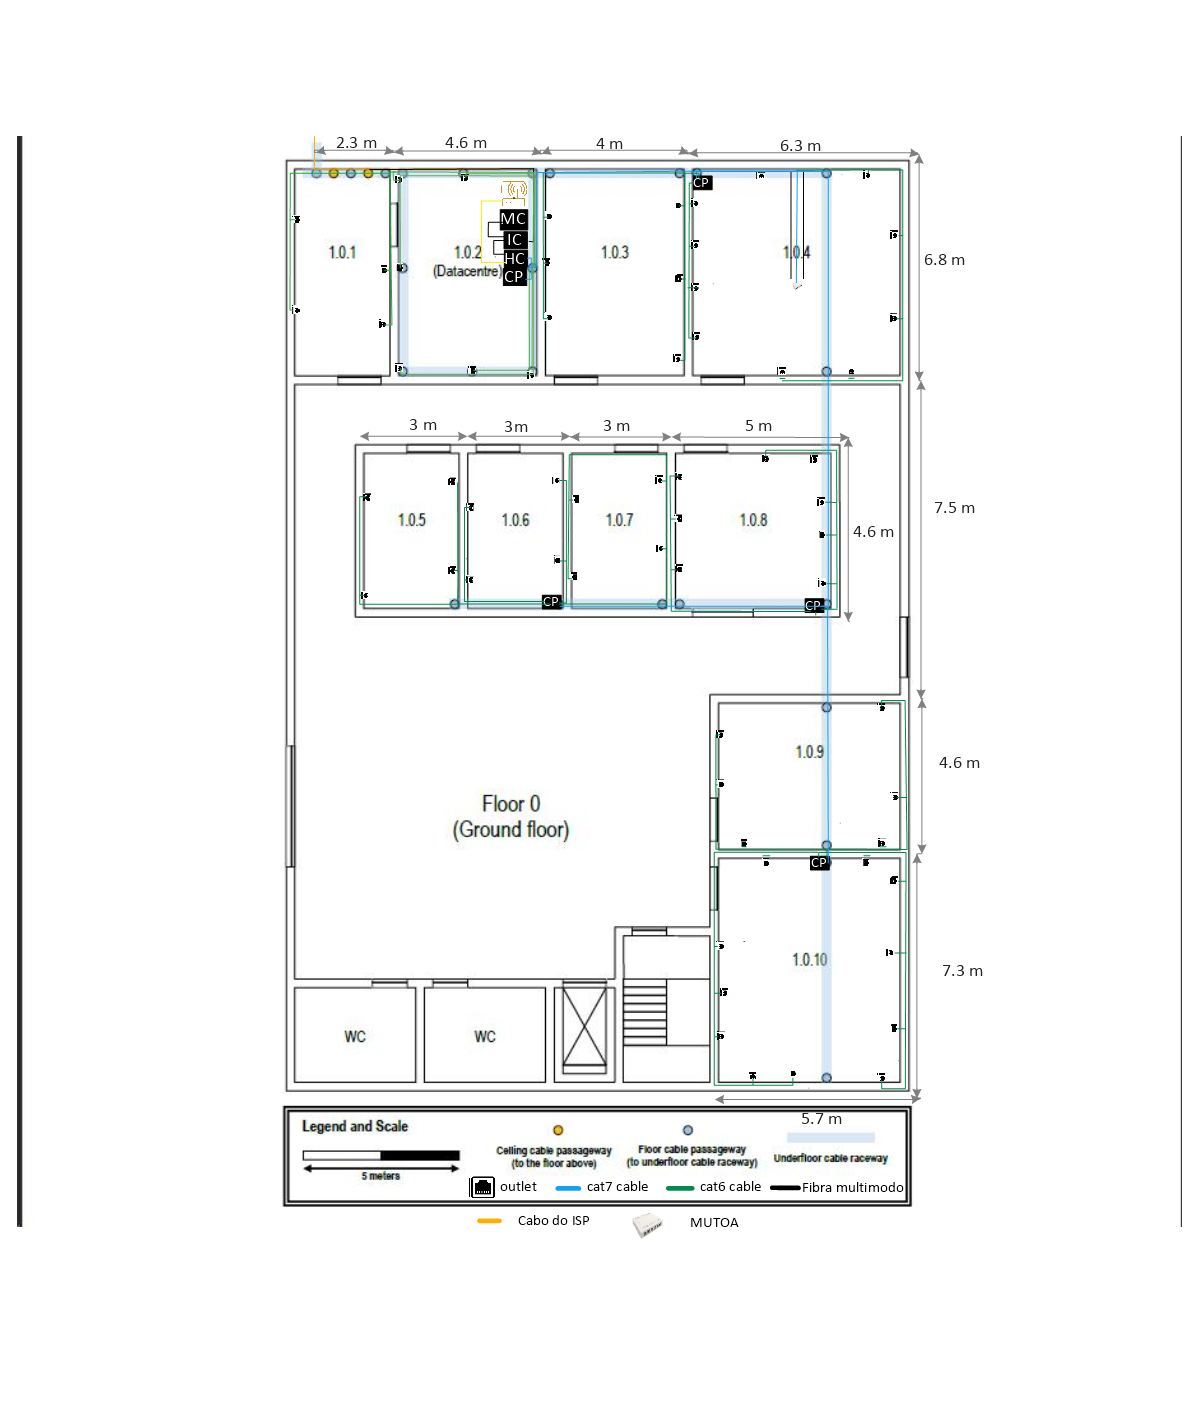 2.3 m
4.6 m
4 m
6.3 m
CP
MC
1.0.1
1.0.2
IC
1.0.3
1.0.4
HC
6.8 m
(Datacentre)
CP
3 m
3m
3 m
5 m
7.5 m
1.0.5
1.0.6
1.0.7
1.0.8
4.6 m
CP
CP
1.0.9
4.6 m
Floor 0
(Ground floor)
CP
1.0.10
7.3 m
WC
WC
5.7 m
Legend and Scale
5 meters
Ceiling cable passageway
(to the floor above)
Floor cable passageway
(to underfloor cable raceway)
Underfloor cable raceway
outlet
cat7 cable
cat6 cable
Fibra multimodo
Cabo do ISP
MUTOA